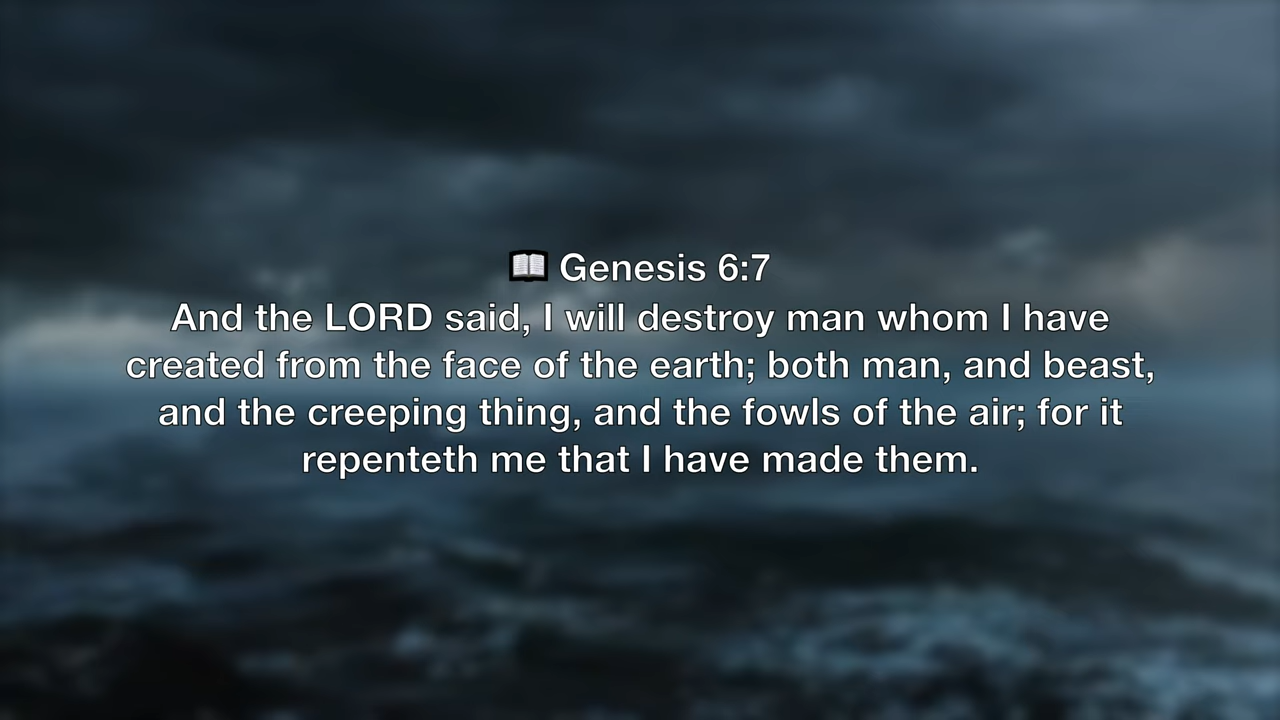 📖 Genesis 6:7
And the LORD said, I will destroy man whom I have
created from the face of the earth; both man, and beast,
and the creeping thing, and the fowls of the air; for it
repenteth me that I have made them.